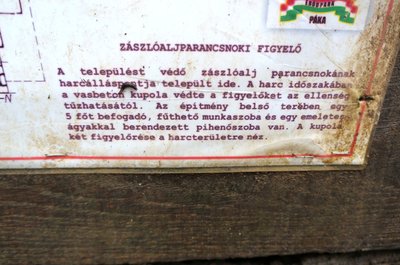 PÁKA
ZÁSZLÓALJPARANCSNOKI FIGYELŐ
A települést védő zászlóalj parancsnokának
harcálláspontja települt ide. A harc időszakában
a vasbeton kupola védte a figyelőket az ellenség
tűzhatásától. Az építmény belső terében egy
5 főt befogadó, fűthető munkaszoba és egy emeletes
ágyakkal berendezett pihenőszoba van. A kupola
két figyelőrése a harcterületre néz.
N